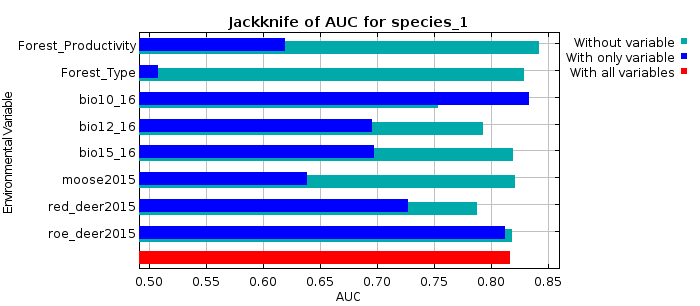 Jackknife of AUC for species_1
Environmental Variable
Forest_Productivity
Forest_Type
bio10_16
bio12_16
bio15_16
moose2015
red_deer2015
roe_deer2015
0.50 0.55 0.60 0.65 0.70 0.75 0.80 0.85
AUC
Without variable
With only variable
With all variables